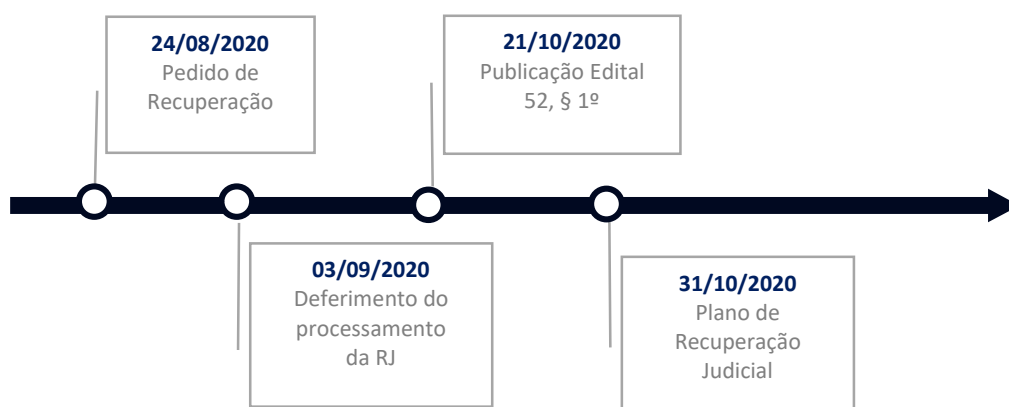 24/08/2020
Pedido de
Recuperação
21/10/2020
Publicação Edital
52, § 1º
03/09/2020
Deferimento do
processamento
da RJ
31/10/2020
Plano de
Recuperação
Judicial